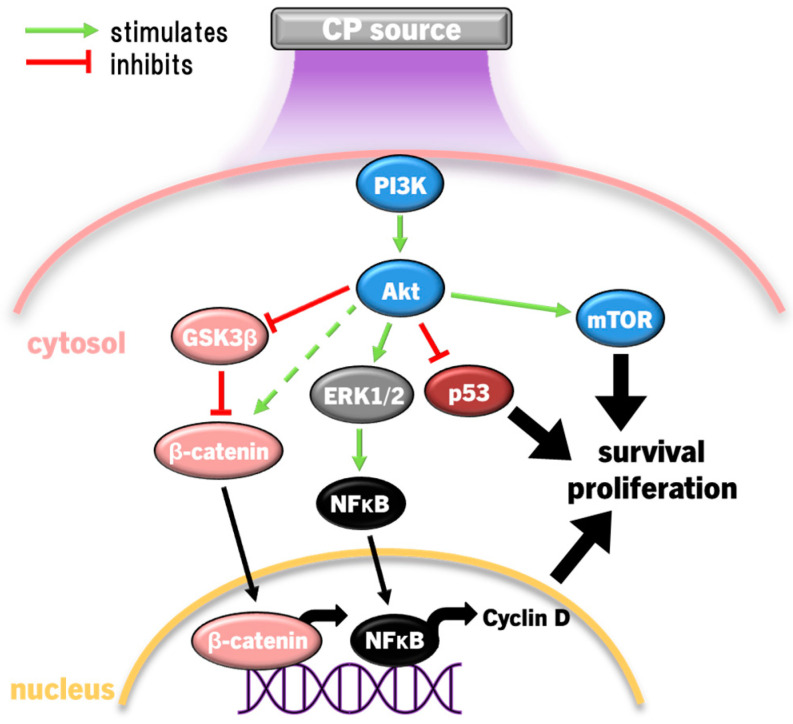 CP source
stimulates
inhibits
PI3K
Akt
mTOR
GSK3β
cytosol
ERK1/2
p53
β-catenin
survival
proliferation
NFκB
β-catenin
NFκB
Cyclin D
nucleus